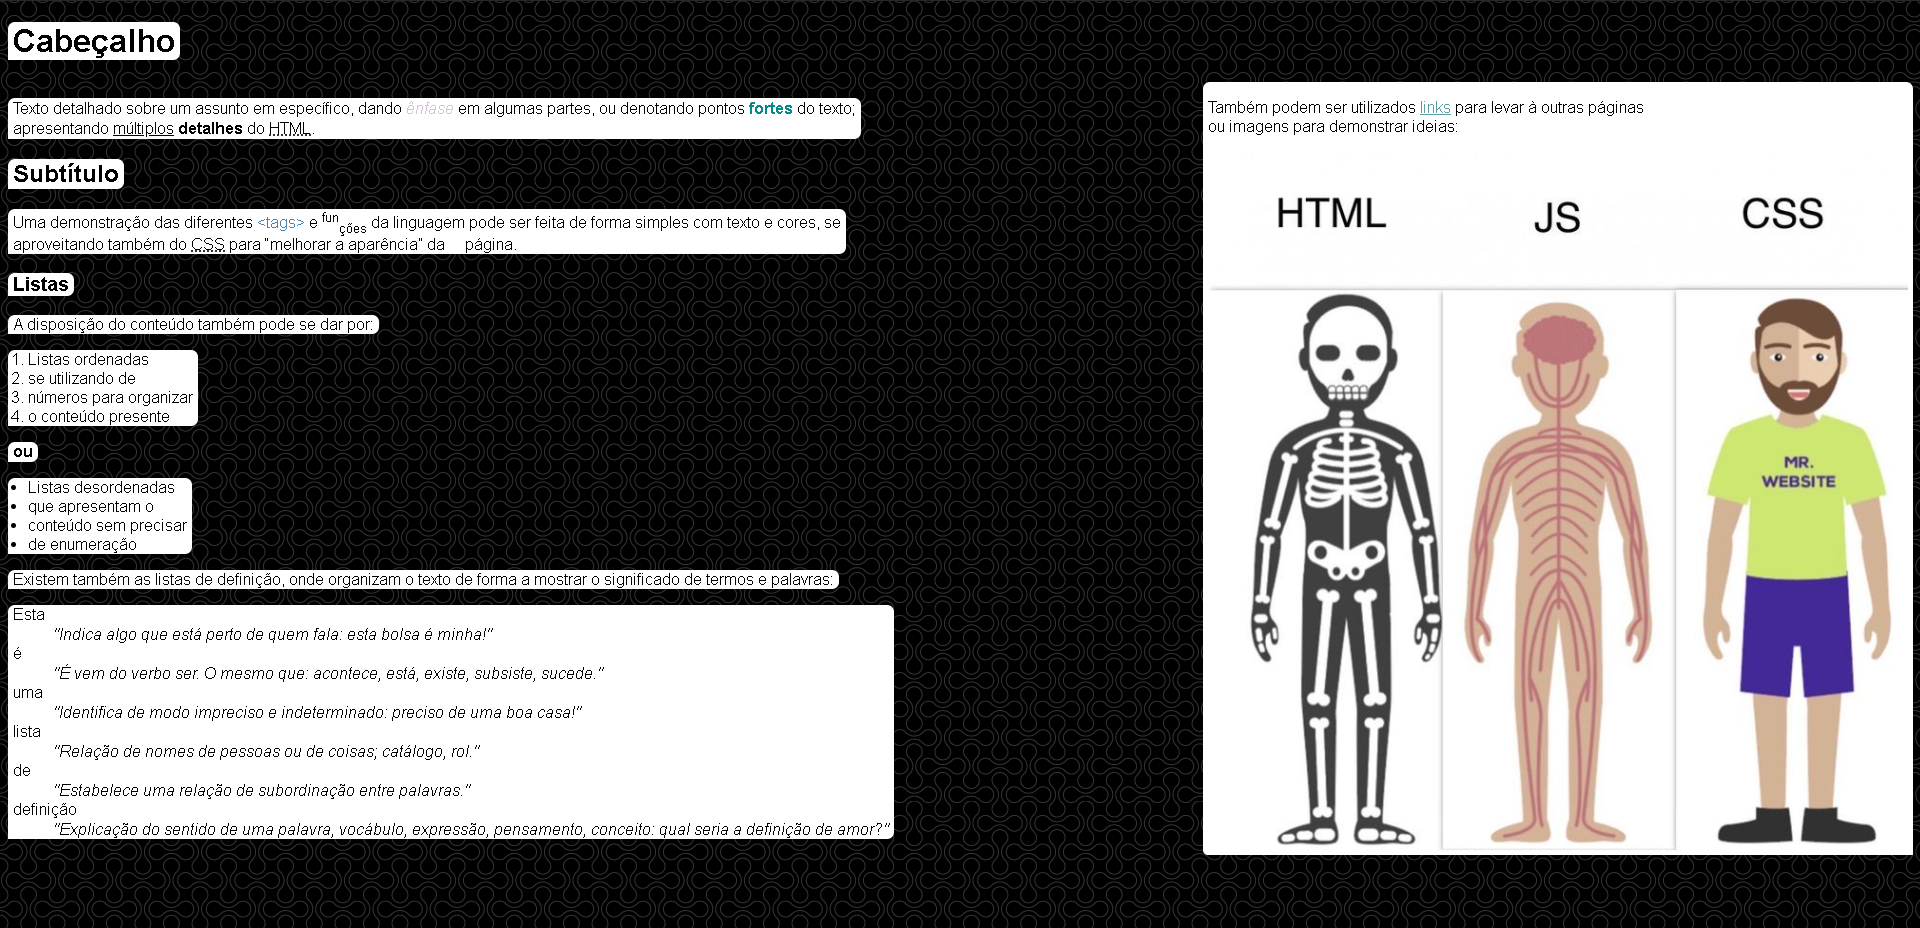 Cabeçalho
Texto detalhado sobre um assunto em específico, dando ênfase em algumas partes, ou denotando pontos fortes do texto;
apresentando múltiplos detalhes do HTML.
Subtítulo
Uma demonstração das diferentes <tags> e funções da linguagem pode ser feita de forma simples com texto e cores, se
aproveitando também do CSS para "melhorar a aparência" da página.
Listas
A disposição do conteúdo também pode se dar por:
1. Listas ordenadas
2. se utilizando de
3. números para organizar
4. o conteúdo presente
ou
• Listas desordenadas
• que apresentam o
• conteúdo sem precisar
• de enumeração
Existem também as listas de definição, onde organizam o texto de forma a mostrar o significado de termos e palavras:
Esta
"Indica algo que está perto de quem fala: esta bolsa é minha!"
é
"É vem do verbo ser. O mesmo que: acontece, está, existe, subsiste, sucede."
uma
"Identifica de modo impreciso e indeterminado: preciso de uma boa casa!"
lista
"Relação de nomes de pessoas ou de coisas; catálogo, rol."
de
"Estabelece uma relação de subordinação entre palavras."
definição
"Explicação do sentido de uma palavra, vocábulo, expressão, pensamento, conceito: qual seria a definição de amor?"
Também podem ser utilizados links para levar à outras páginas
ou imagens para demonstrar ideias:
HTML JS CSS
MR.
WEBSITE